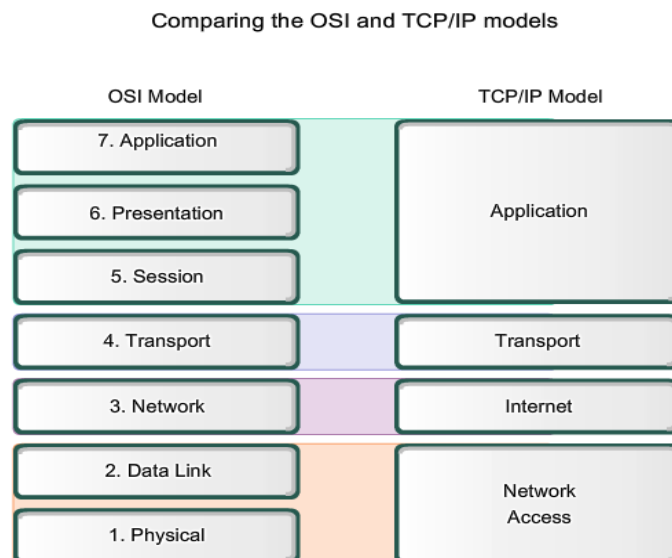 Comparing the OSI and TCP/IP models
OSI Model
TCP/IP Model
7. Application
6. Presentation
5. Session
4. Transport
3. Network
2. Data Link
1. Physical
Application
Transport
Internet
Network
Access